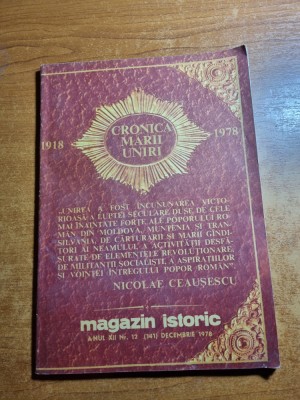 CRONICA
MARII
UNIRI
1918
1978
„UNIREA A FOST ÎNCUNUNAREA VICTO-
RIOASĂ A LUPTEI SECULARE DUSE DE CELE
MAI ÎNAINTATE FORȚE ALE POPORULUI RO-
MÂN DIN MOLDOVA, MUNTENIA ȘI TRAN-
SILVANIA, DE CĂRTURARII ȘI MARII GÎNDI-
TORI AI NEAMULUI, A ACTIVITĂȚII DESFĂ-
ȘURATE DE ELEMENTELE REVOLUȚIONARE,
DE MILITANȚII SOCIALIȘTI, A ASPIRAȚIILOR
ȘI VOINȚEI ÎNTREGULUI POPOR ROMÂN”.
NICOLAE CEAUȘESCU
magazin istoric
ANUL XII Nr. 12 (141) DECEMBRIE 1978